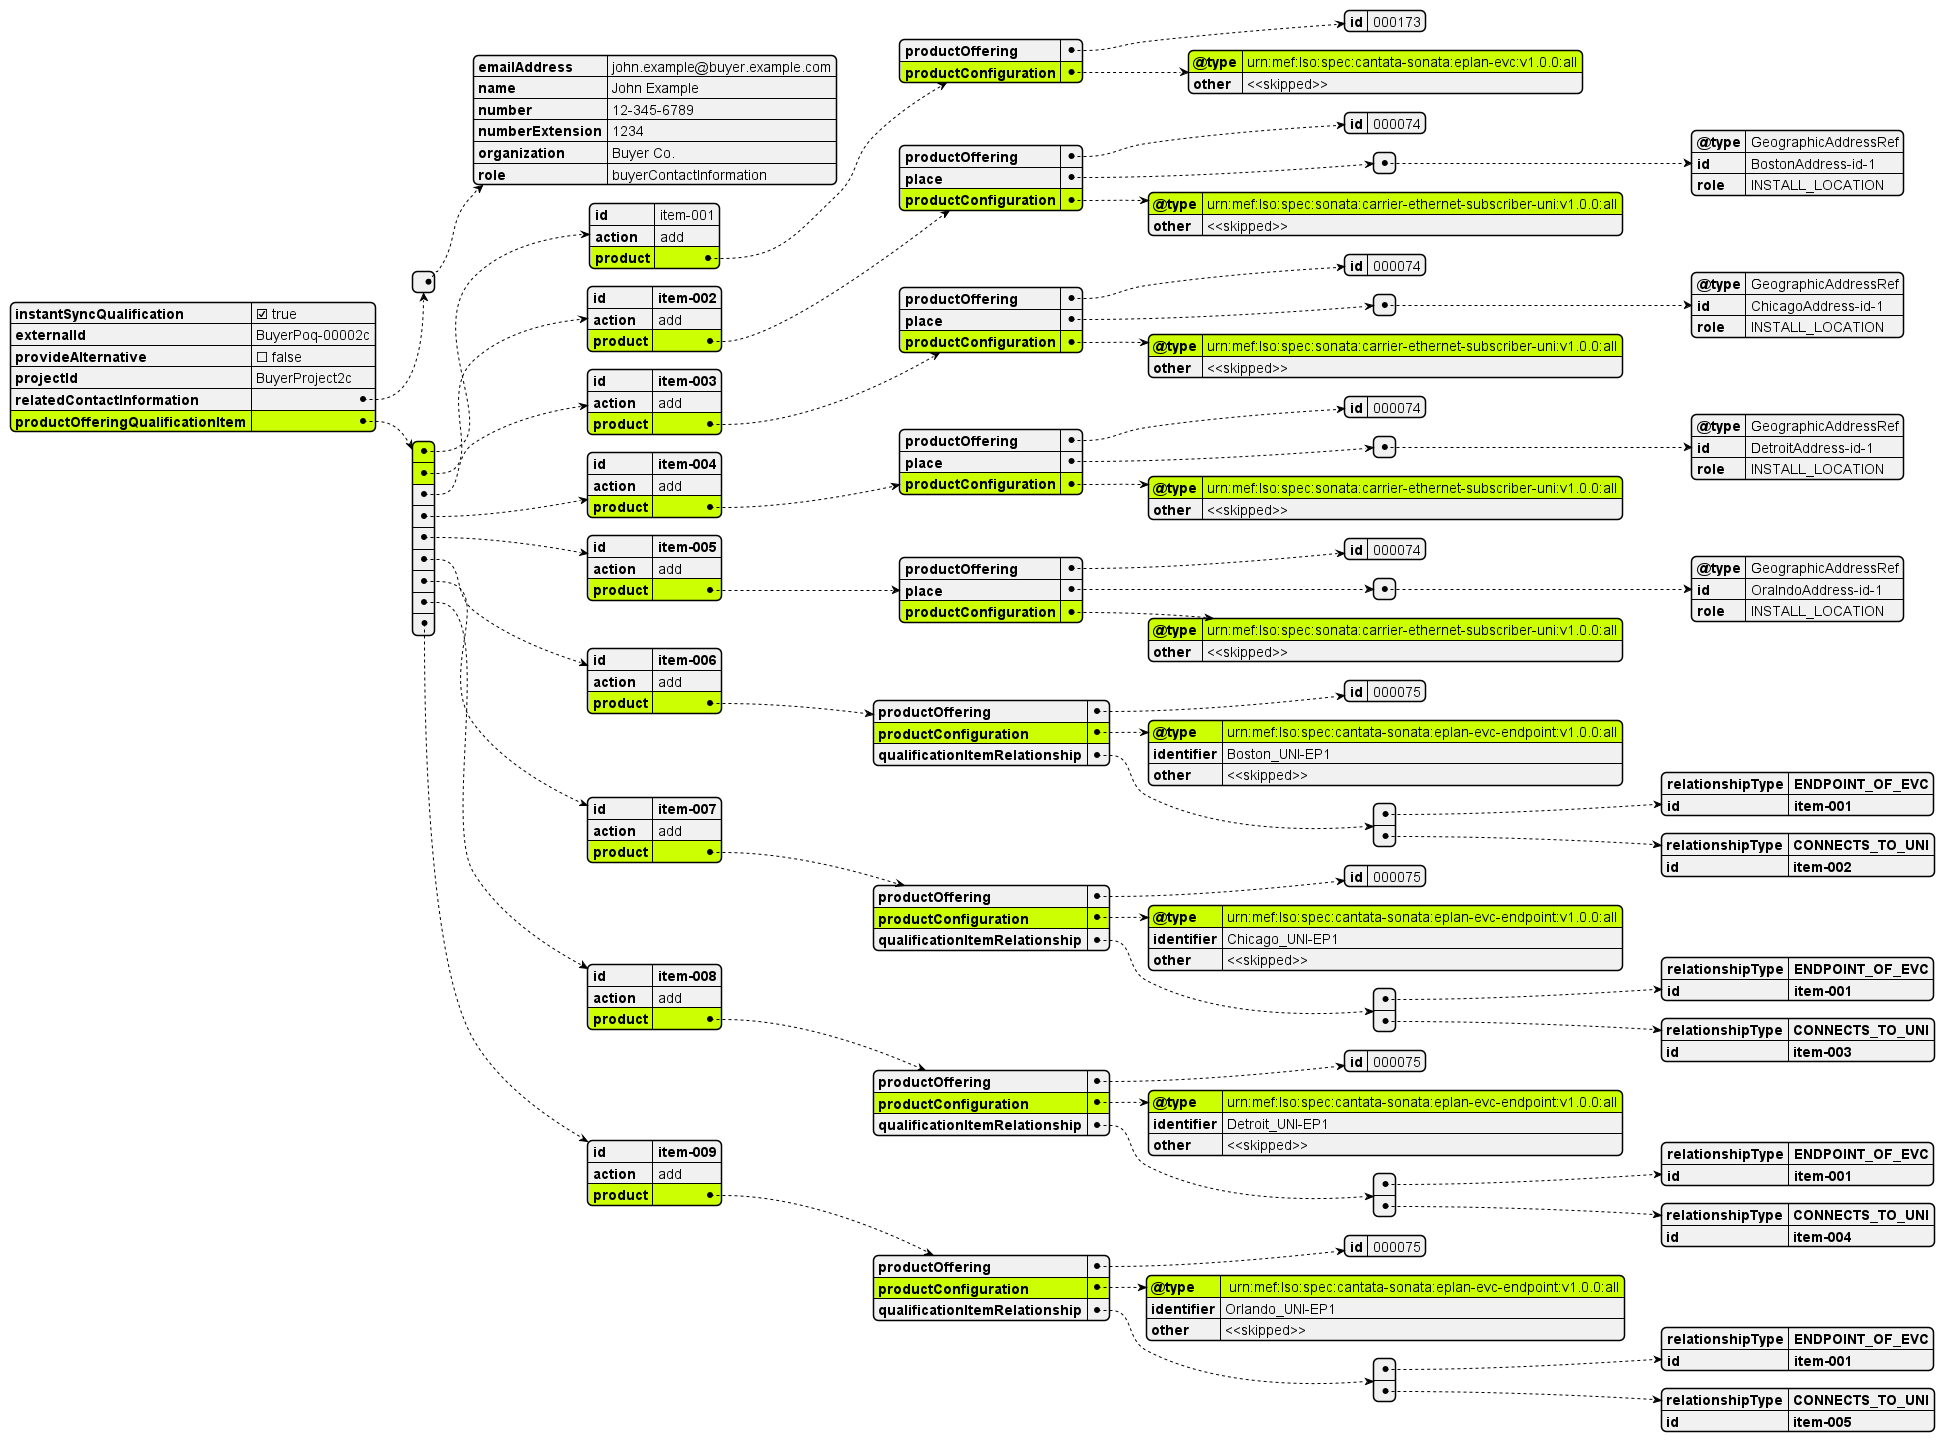 instantSyncQualification ☑ true
externalId BuyerPoq-00002c
provideAlternative ☐ false
projectId BuyerProject2c
relatedContactInformation
productOfferingQualificationItem
emailAddress john.example@buyer.example.com
name John Example
number 12-345-6789
numberExtension 1234
organization Buyer Co.
role buyerContactInformation
id item-001
action add
product
productOffering
productConfiguration
id 000173
@type urn:mef:lso:spec:cantata-sonata:eplan-evc:v1.0.0:all
other <<skipped>>
id item-002
action add
product
productOffering
place
productConfiguration
id 000074
@type GeographicAddressRef
id BostonAddress-id-1
role INSTALL_LOCATION
@type urn:mef:lso:spec:sonata:carrier-ethernet-subscriber-uni:v1.0.0:all
other <<skipped>>
id item-003
action add
product
productOffering
place
productConfiguration
id 000074
@type GeographicAddressRef
id ChicagoAddress-id-1
role INSTALL_LOCATION
@type urn:mef:lso:spec:sonata:carrier-ethernet-subscriber-uni:v1.0.0:all
other <<skipped>>
id item-004
action add
product
productOffering
place
productConfiguration
id 000074
@type GeographicAddressRef
id DetroitAddress-id-1
role INSTALL_LOCATION
@type urn:mef:lso:spec:sonata:carrier-ethernet-subscriber-uni:v1.0.0:all
other <<skipped>>
id item-005
action add
product
productOffering
place
productConfiguration
id 000074
@type GeographicAddressRef
id OralndoAddress-id-1
role INSTALL_LOCATION
@type urn:mef:lso:spec:sonata:carrier-ethernet-subscriber-uni:v1.0.0:all
other <<skipped>>
id item-006
action add
product
productOffering
productConfiguration
qualificationItemRelationship
id 000075
@type urn:mef:lso:spec:cantata-sonata:eplan-evc-endpoint:v1.0.0:all
identifier Boston_UNI-EP1
other <<skipped>>
relationshipType ENDPOINT_OF_EVC
id item-001
relationshipType CONNECTS_TO_UNI
id item-002
id item-007
action add
product
productOffering
productConfiguration
qualificationItemRelationship
id 000075
@type urn:mef:lso:spec:cantata-sonata:eplan-evc-endpoint:v1.0.0:all
identifier Chicago_UNI-EP1
other <<skipped>>
relationshipType ENDPOINT_OF_EVC
id item-001
relationshipType CONNECTS_TO_UNI
id item-003
id item-008
action add
product
productOffering
productConfiguration
qualificationItemRelationship
id 000075
@type urn:mef:lso:spec:cantata-sonata:eplan-evc-endpoint:v1.0.0:all
identifier Detroit_UNI-EP1
other <<skipped>>
relationshipType ENDPOINT_OF_EVC
id item-001
relationshipType CONNECTS_TO_UNI
id item-004
id item-009
action add
product
productOffering
productConfiguration
qualificationItemRelationship
id 000075
@type urn:mef:lso:spec:cantata-sonata:eplan-evc-endpoint:v1.0.0:all
identifier Orlando_UNI-EP1
other <<skipped>>
relationshipType ENDPOINT_OF_EVC
id item-001
relationshipType CONNECTS_TO_UNI
id item-005